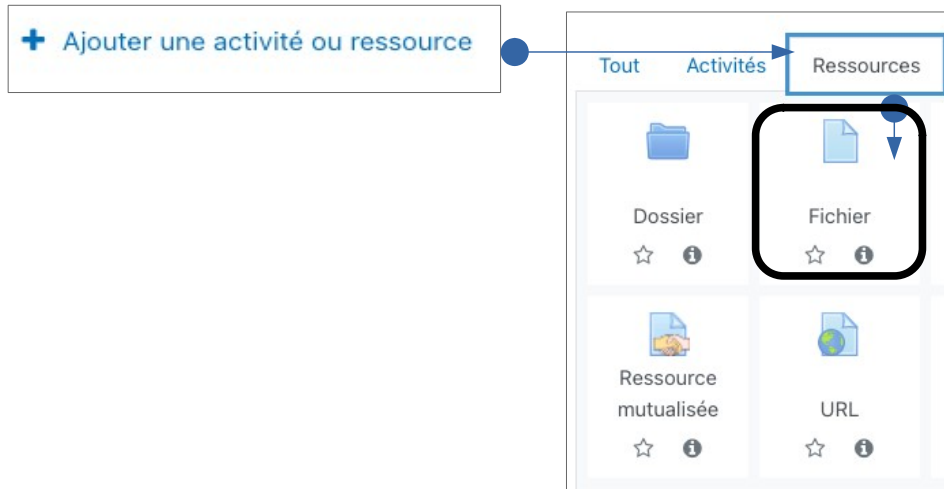 Ajouter une activité ou ressource
Tout Activités Ressources
Dossier Fichier
Ressource
mutualisée URL